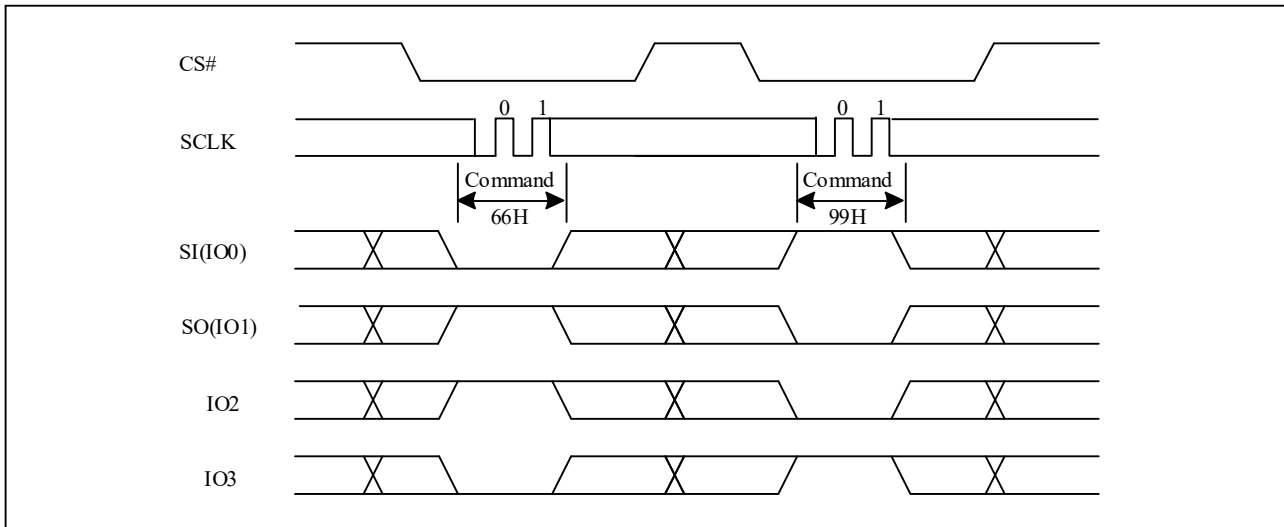 CS#
0 1 0 1
SCLK
Command Command
66H 99H
SI(IO0)
SO(IO1)
IO2
IO3